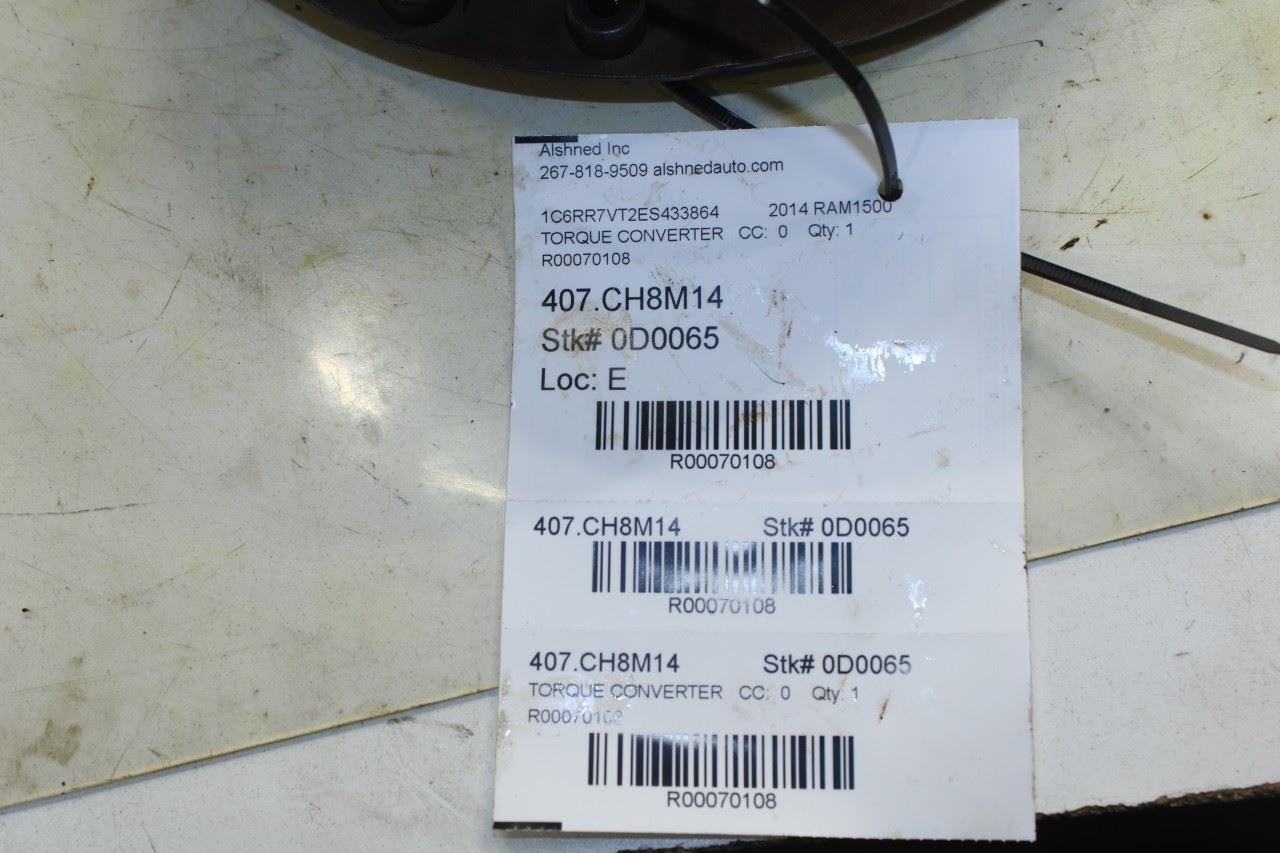 Alshned Inc
267-818-9509 alshnedauto.com
1C6RR7VT2ES433864 2014 RAM1500
TORQUE CONVERTER CC: 0 Qty: 1
R00070108
407.CH8M14
Stk# 0D0065
Loc: E
R00070108
407.CH8M14 Stk# 0D0065
R00070108
407.CH8M14 Stk# 0D0065
TORQUE CONVERTER CC: 0 Qty: 1
R00070108
R00070108